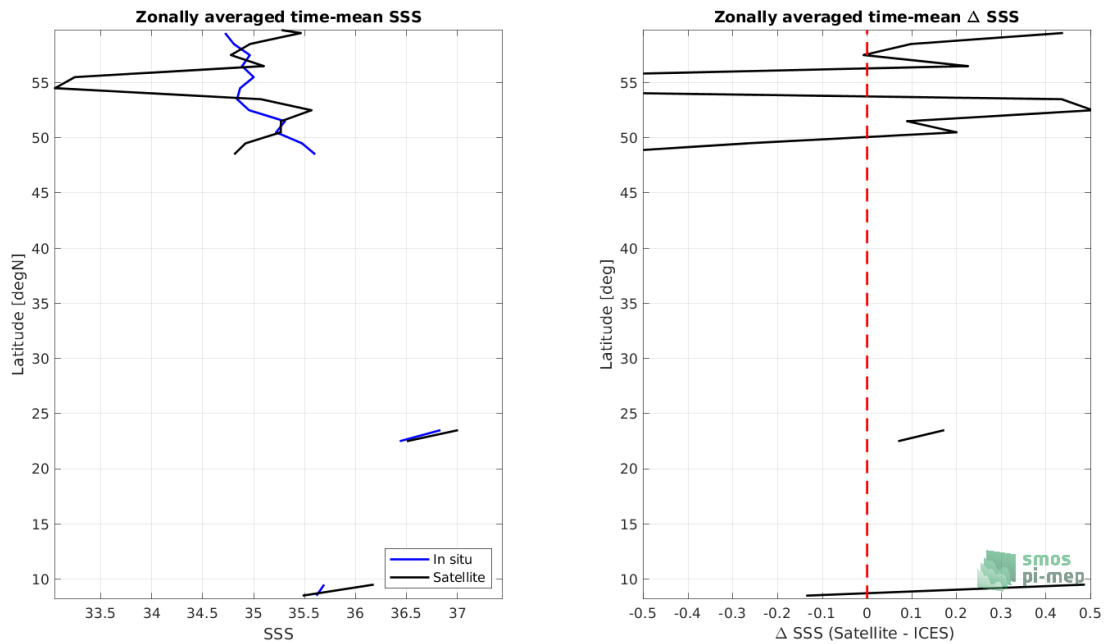 Zonally averaged time-mean SSS
55
50
45
40
35
30
25
20
15
10
Latitude [degN]
33.5 34 34.5 35 35.5 36 36.5 37
SSS
In situ
Satellite
Zonally averaged time-mean Δ SSS
55
50
45
40
35
30
25
20
15
10
Latitude [deg]
-0.5 -0.4 -0.3 -0.2 -0.1 0 0.1 0.2 0.3 0.4 0.5
Δ SSS (Satellite - ICES)
smos
pi-mep